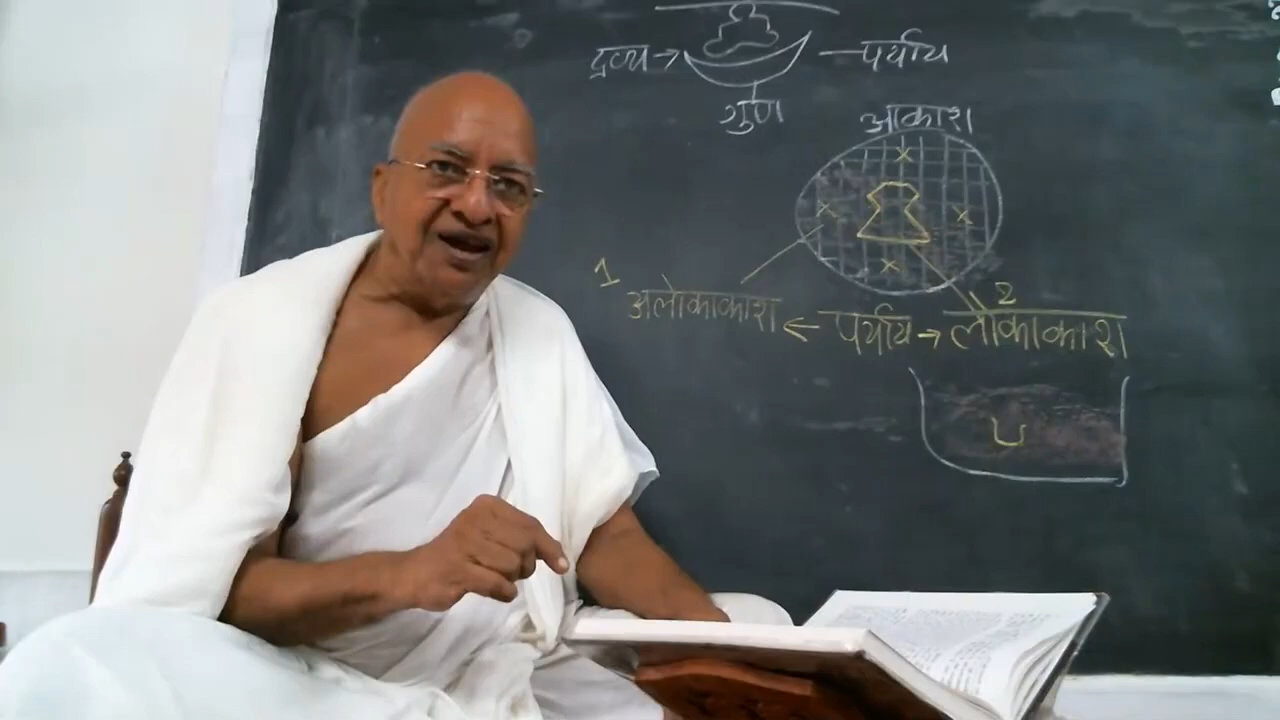 द्रव्य → — पर्याय
गुण
आकाश
x
x x
x
1 2
अलोकाकाश ← पर्याय → लोकाकाश